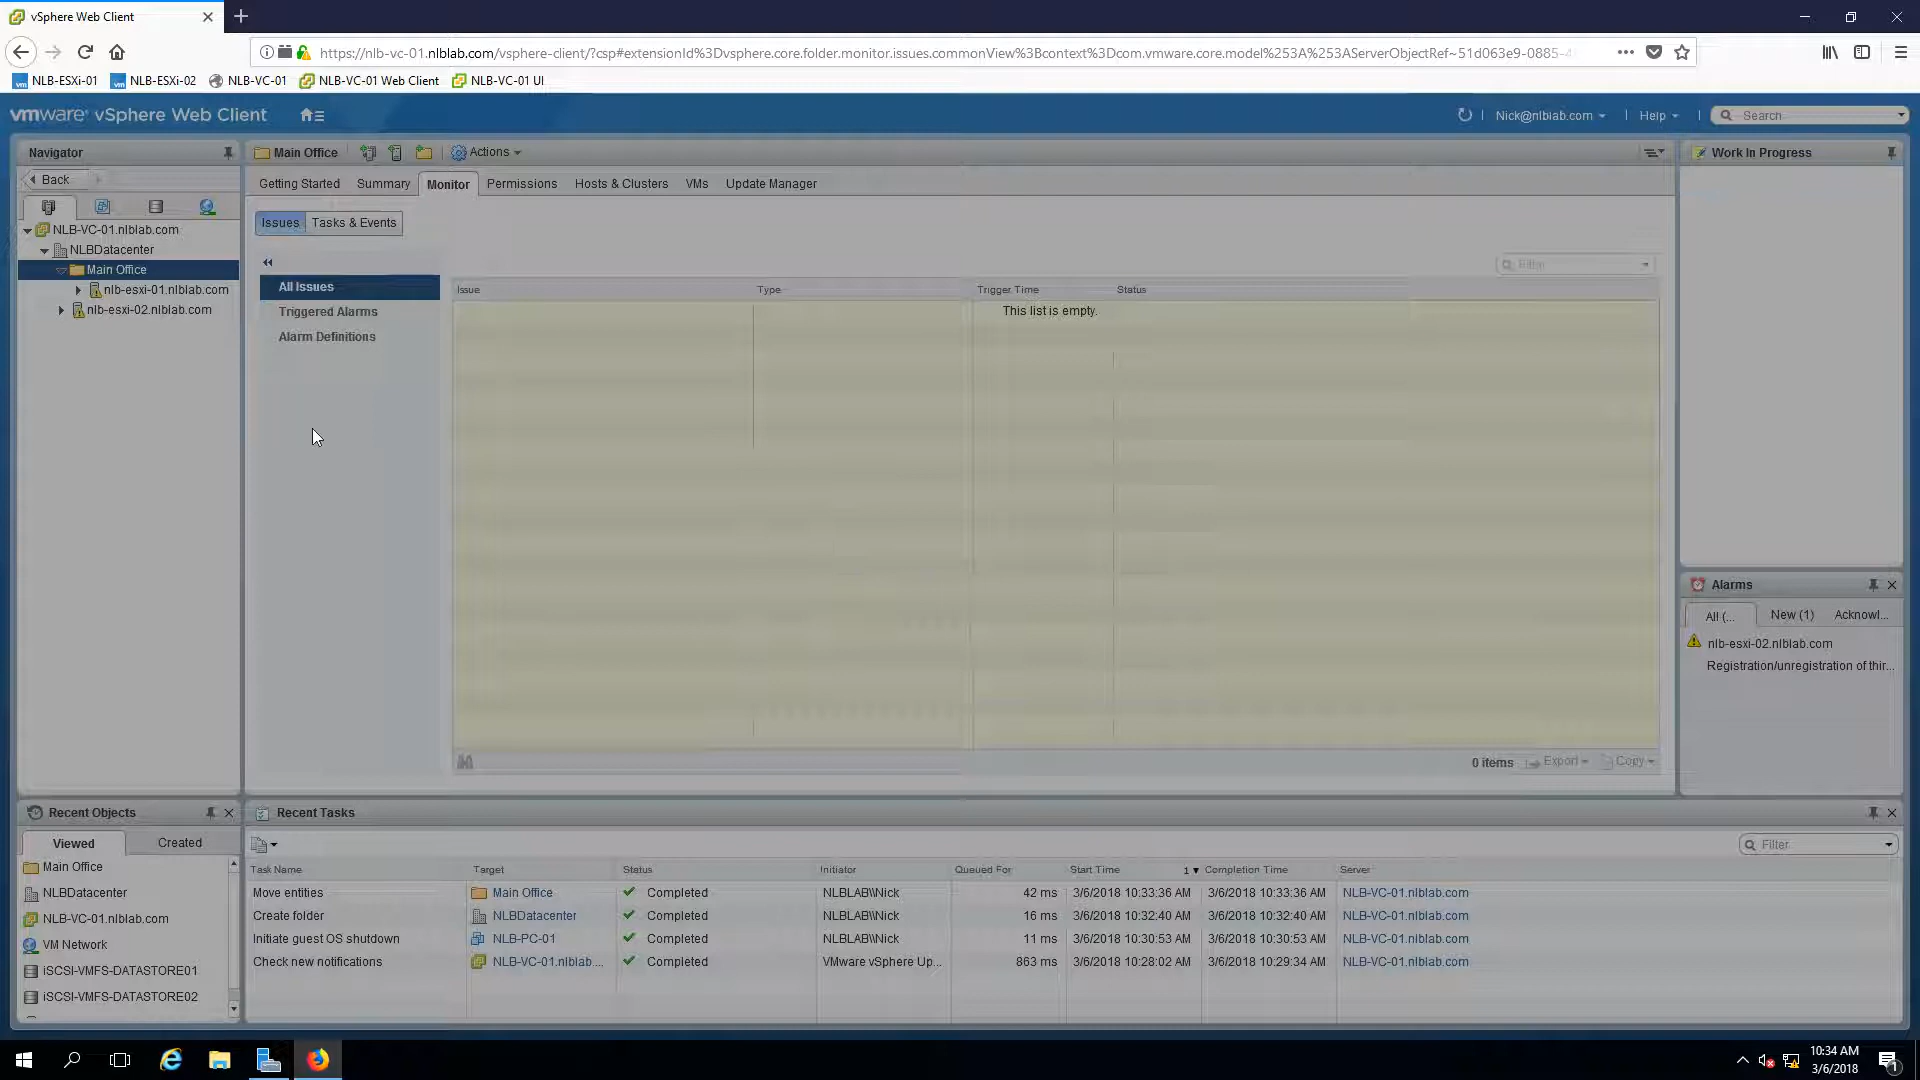 vSphere Web Client
https://nlb-vc-01.nlblab.com/vsphere-client/?csp#extensionId%3Dvsphere.core.folder.monitor.issues.commonView%3Bcontext%3Dcom.vmware.core.model%253A%253AServerObjectRef~51d063e9-0885-4
NLB-ESXi-01 NLB-ESXi-02 NLB-VC-01 NLB-VC-01 Web Client NLB-VC-01 UI
vmware vSphere Web Client
Nick@nlblab.com Help Search
Navigator
Back
NLB-VC-01.nlblab.com
NLBDatacenter
Main Office
nlb-esxi-01.nlblab.com
nlb-esxi-02.nlblab.com
Main Office Actions
Getting Started Summary Monitor Permissions Hosts & Clusters VMs Update Manager
Issues Tasks & Events
All Issues
Triggered Alarms
Alarm Definitions
Filter
Issue Type Trigger Time Status
This list is empty.
0 items Export Copy
Work In Progress
Alarms
All (... New (1) Acknowl...
nlb-esxi-02.nlblab.com
Registration/unregistration of thir...
Recent Objects
Viewed Created
Main Office
NLBDatacenter
NLB-VC-01.nlblab.com
VM Network
iSCSI-VMFS-DATASTORE01
iSCSI-VMFS-DATASTORE02
Recent Tasks
Filter
Task Name Target Status Initiator Queued For Start Time 1 Completion Time Server
Move entities Main Office Completed NLBLAB\\Nick 42 ms 3/6/2018 10:33:36 AM 3/6/2018 10:33:36 AM NLB-VC-01.nlblab.com
Create folder NLBDatacenter Completed NLBLAB\\Nick 16 ms 3/6/2018 10:32:40 AM 3/6/2018 10:32:40 AM NLB-VC-01.nlblab.com
Initiate guest OS shutdown NLB-PC-01 Completed NLBLAB\\Nick 11 ms 3/6/2018 10:30:53 AM 3/6/2018 10:30:53 AM NLB-VC-01.nlblab.com
Check new notifications NLB-VC-01.nlblab.... Completed VMware vSphere Up... 863 ms 3/6/2018 10:28:02 AM 3/6/2018 10:29:34 AM NLB-VC-01.nlblab.com
10:34 AM
3/6/2018
1